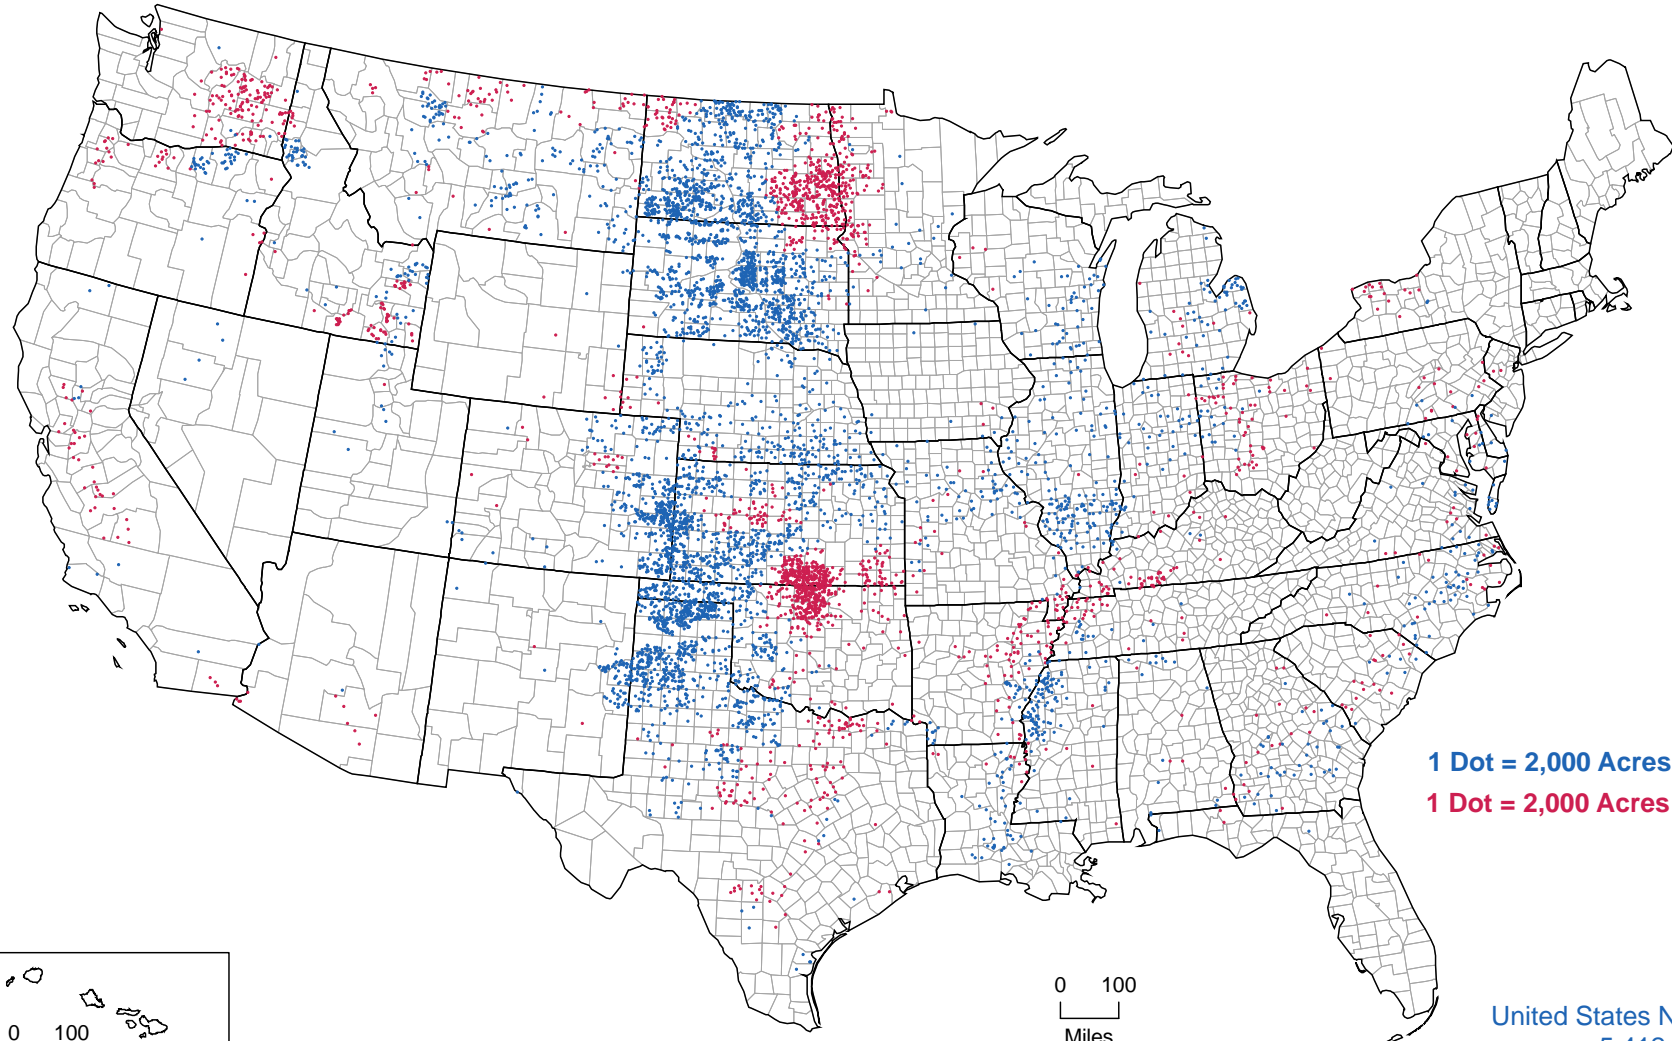 1 Dot = 2,000 Acres
1 Dot = 2,000 Acres
0 100
Miles
0 100
United States N